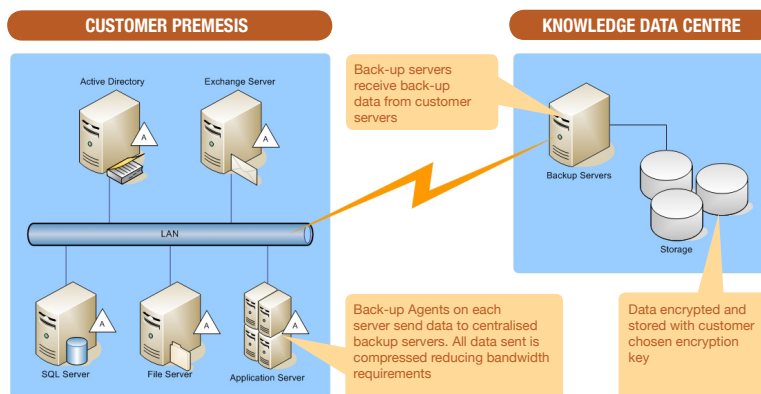 CUSTOMER PREMESIS
KNOWLEDGE DATA CENTRE
Active Directory
Exchange Server
A
A
Back-up servers
receive back-up
data from customer
servers
Backup Servers
Storage
LAN
A
A
A
SQL Server
File Server
Application Server
Back-up Agents on each
server send data to centralised
backup servers. All data sent is
compressed reducing bandwidth
requirements
Data encrypted and
stored with customer
chosen encryption
key